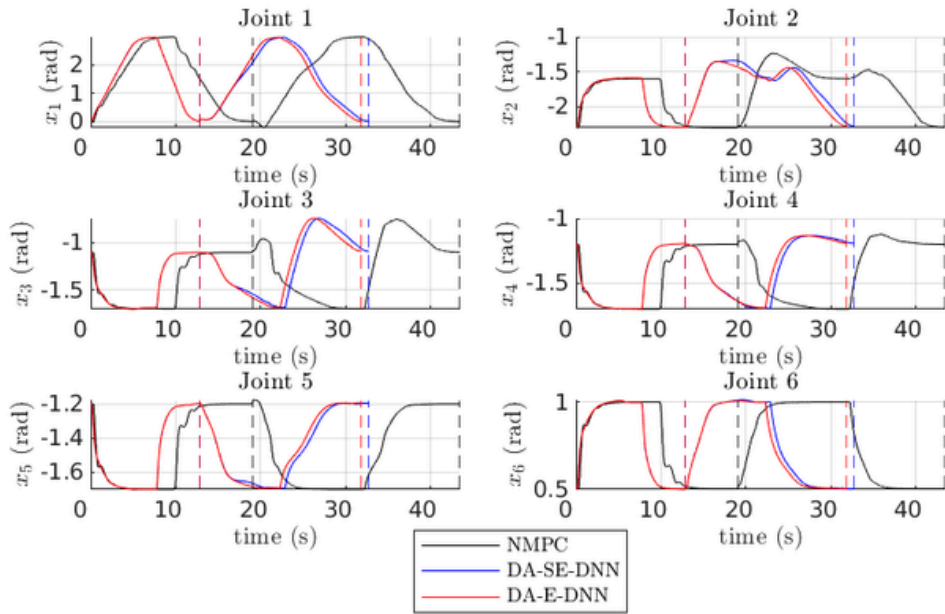 Joint 1
x1 (rad)
2
1
0
0 10 20 30 40
time (s)
Joint 2
x2 (rad)
-1
-1.5
-2
0 10 20 30 40
time (s)
Joint 3
x3 (rad)
-1
-1.5
0 10 20 30 40
time (s)
Joint 4
x4 (rad)
-1
-1.5
0 10 20 30 40
time (s)
Joint 5
x5 (rad)
-1.2
-1.4
-1.6
0 10 20 30 40
time (s)
Joint 6
x6 (rad)
1
0.5
0 10 20 30 40
time (s)
NMPC
DA-SE-DNN
DA-E-DNN